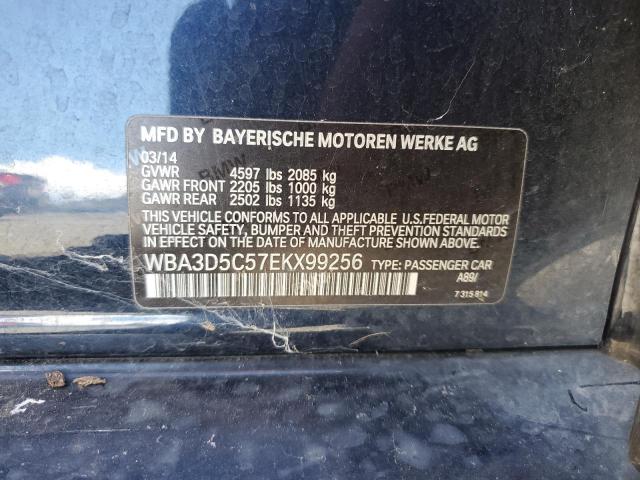 MFD BY BAYERISCHE MOTOREN WERKE AG
03/14
GVWR 4597 lbs 2085 kg
GAWR FRONT 2205 lbs 1000 kg
GAWR REAR 2502 lbs 1135 kg
THIS VEHICLE CONFORMS TO ALL APPLICABLE U.S.FEDERAL MOTOR
VEHICLE SAFETY, BUMPER AND THEFT PREVENTION STANDARDS
IN EFFECT ON THE DATE OF MANUFACTURE SHOWN ABOVE.
WBA3D5C57EKX99256 TYPE: PASSENGER CAR
A89/
7 315 814